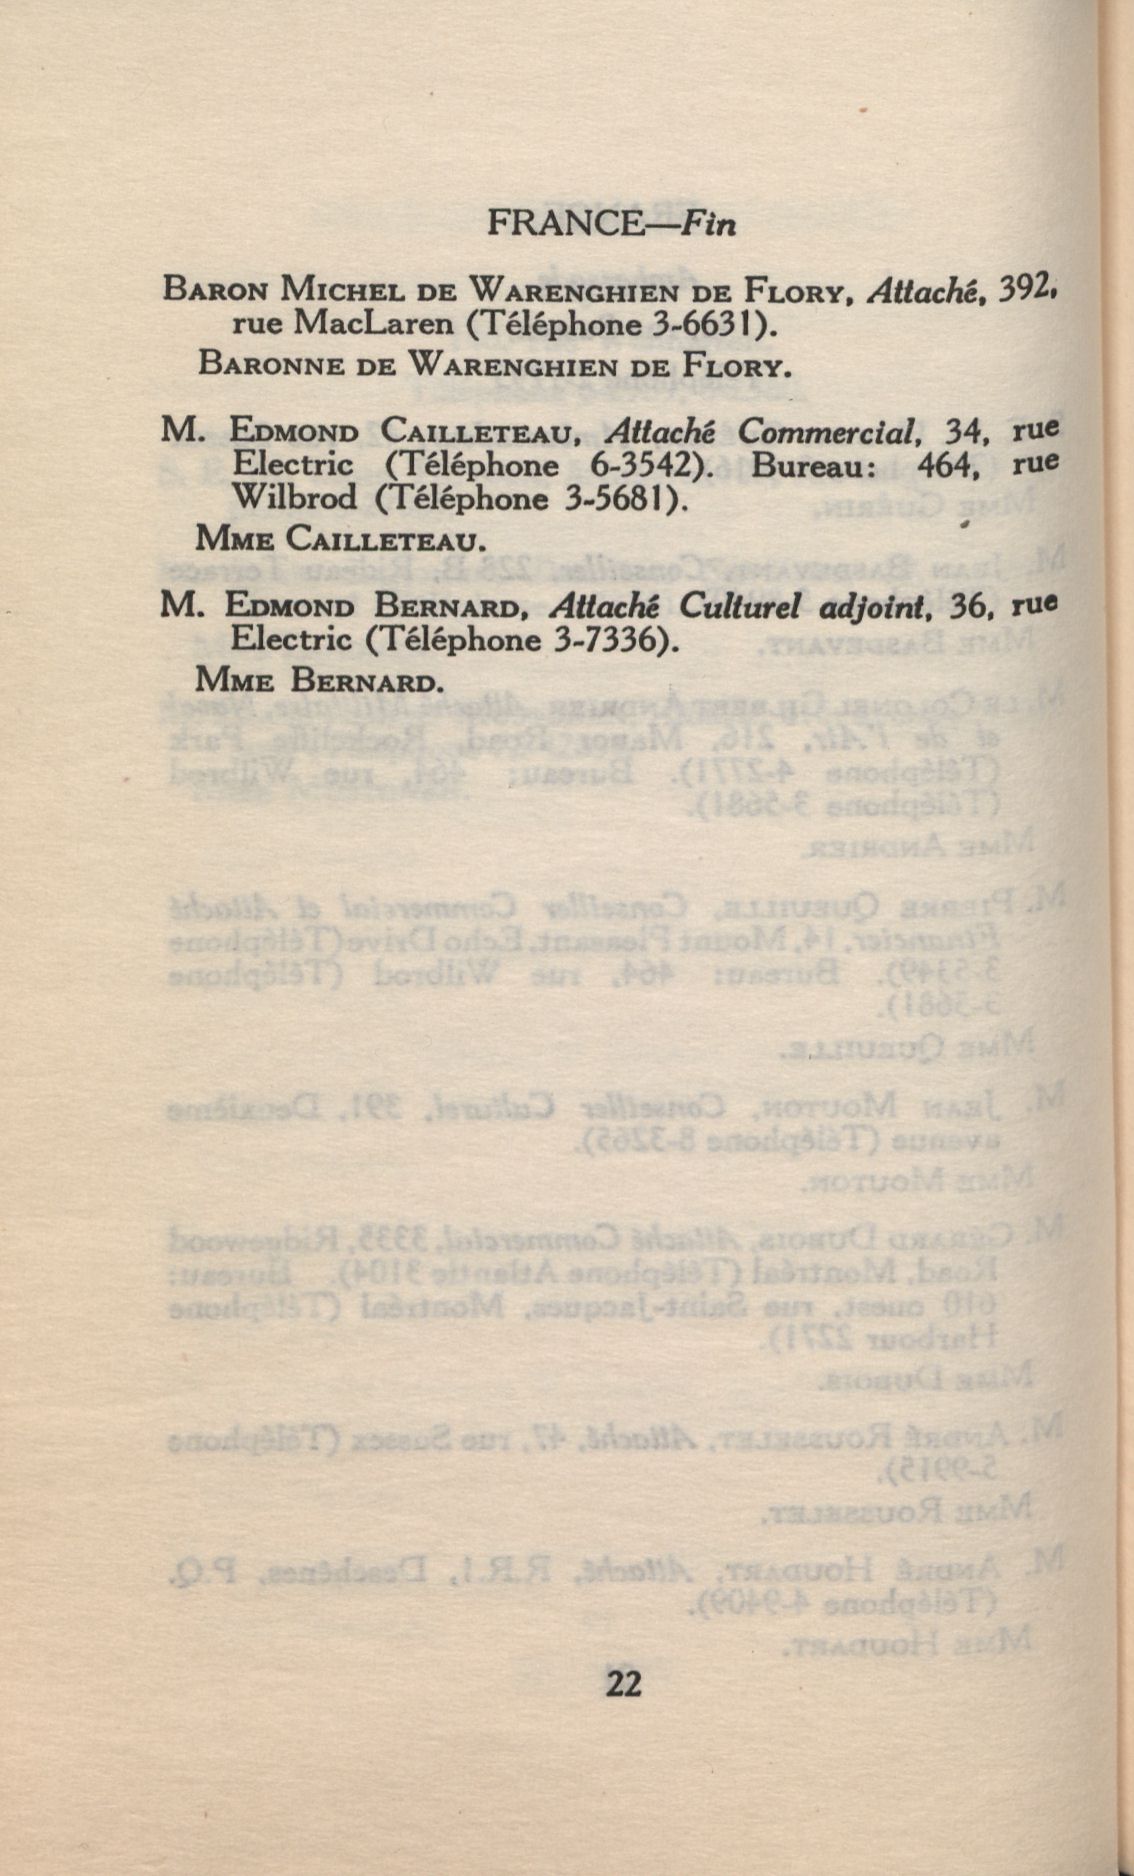 FRANCE—Fin
BARON MICHEL DE WARENGHIEN DE FLORY, Attaché, 392,
rue MacLaren (Téléphone 3-6631).
BARONNE DE WARENGHIEN DE FLORY.
M. EDMOND CAILLETEAU, Attaché Commercial, 34, rue
Electric (Téléphone 6-3542). Bureau: 464, rue
Wilbrod (Téléphone 3-5681).
MME CAILLETEAU.
M. EDMOND BERNARD, Attaché Culturel adjoint, 36, rue
Electric (Téléphone 3-7336).
MME BERNARD.
22